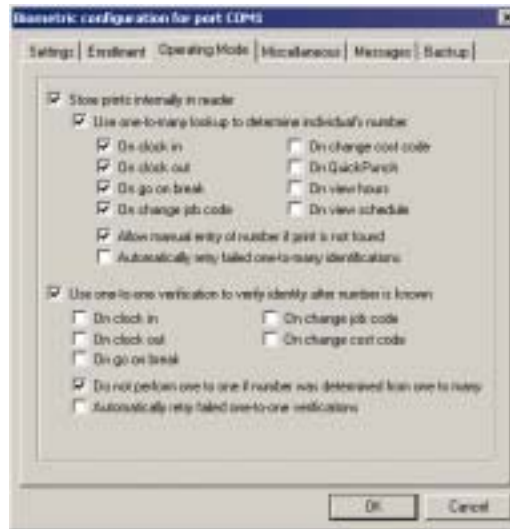 Biometric configuration for port COM1
Settings Enrollment Operating Mode Miscellaneous Messages Backup
Store prints internally in reader
Use one-to-many lookup to determine individual's number
On clock in On change cost code
On clock out On QuickPunch
On go on break On view hours
On change job code On view schedule
Allow manual entry of number if print is not found
Automatically retry failed one-to-many identifications
Use one-to-one verification to verify identity after number is known
On clock in On change job code
On clock out On change cost code
On go on break
Do not perform one to one if number was determined from one to many
Automatically retry failed one-to-one verifications
OK Cancel